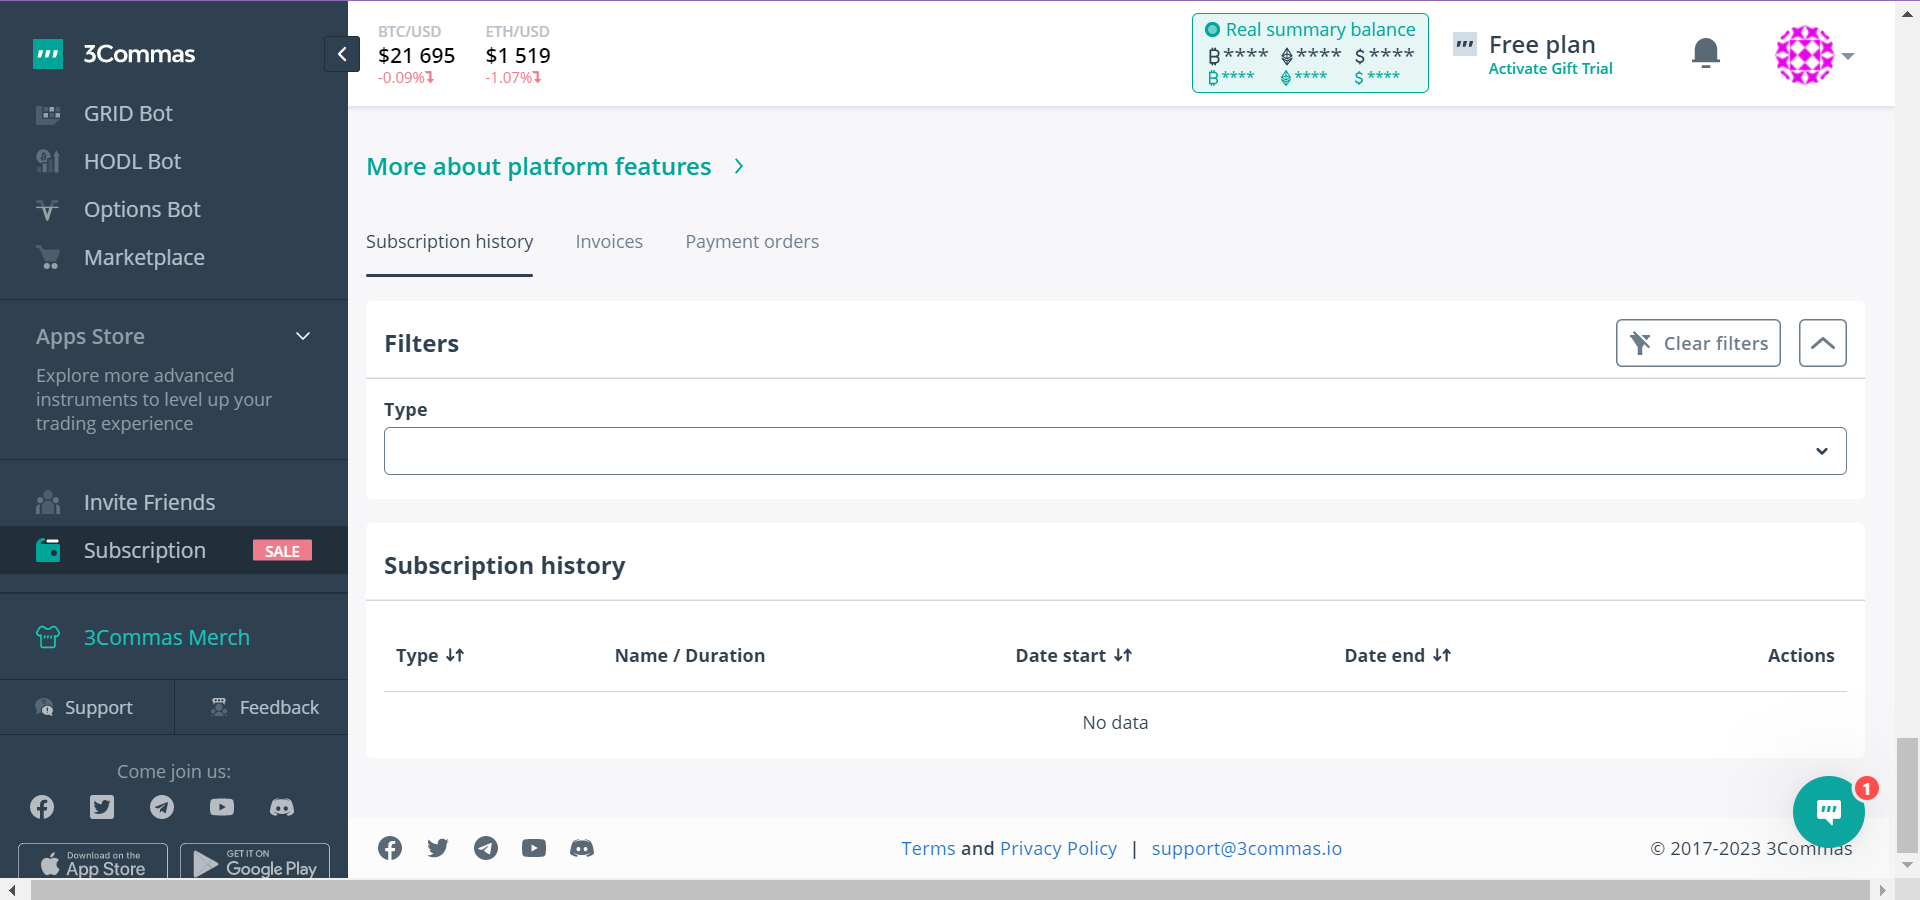 3Commas
GRID Bot
HODL Bot
Options Bot
Marketplace
Apps Store
Explore more advanced
instruments to level up your
trading experience
Invite Friends
Subscription
SALE
3Commas Merch
Support
Feedback
Come join us:
Download on the
App Store
GET IT ON
Google Play
BTC/USD
$21 695
-0.09%
ETH/USD
$1 519
-1.07%
Real summary balance
**** **** $ ****
**** **** $ ****
Free plan
Activate Gift Trial
More about platform features
Subscription history
Invoices
Payment orders
Filters
Clear filters
Type
Subscription history
Type
Name / Duration
Date start
Date end
Actions
No data
1
Terms and Privacy Policy | support@3commas.io
© 2017-2023 3Commas